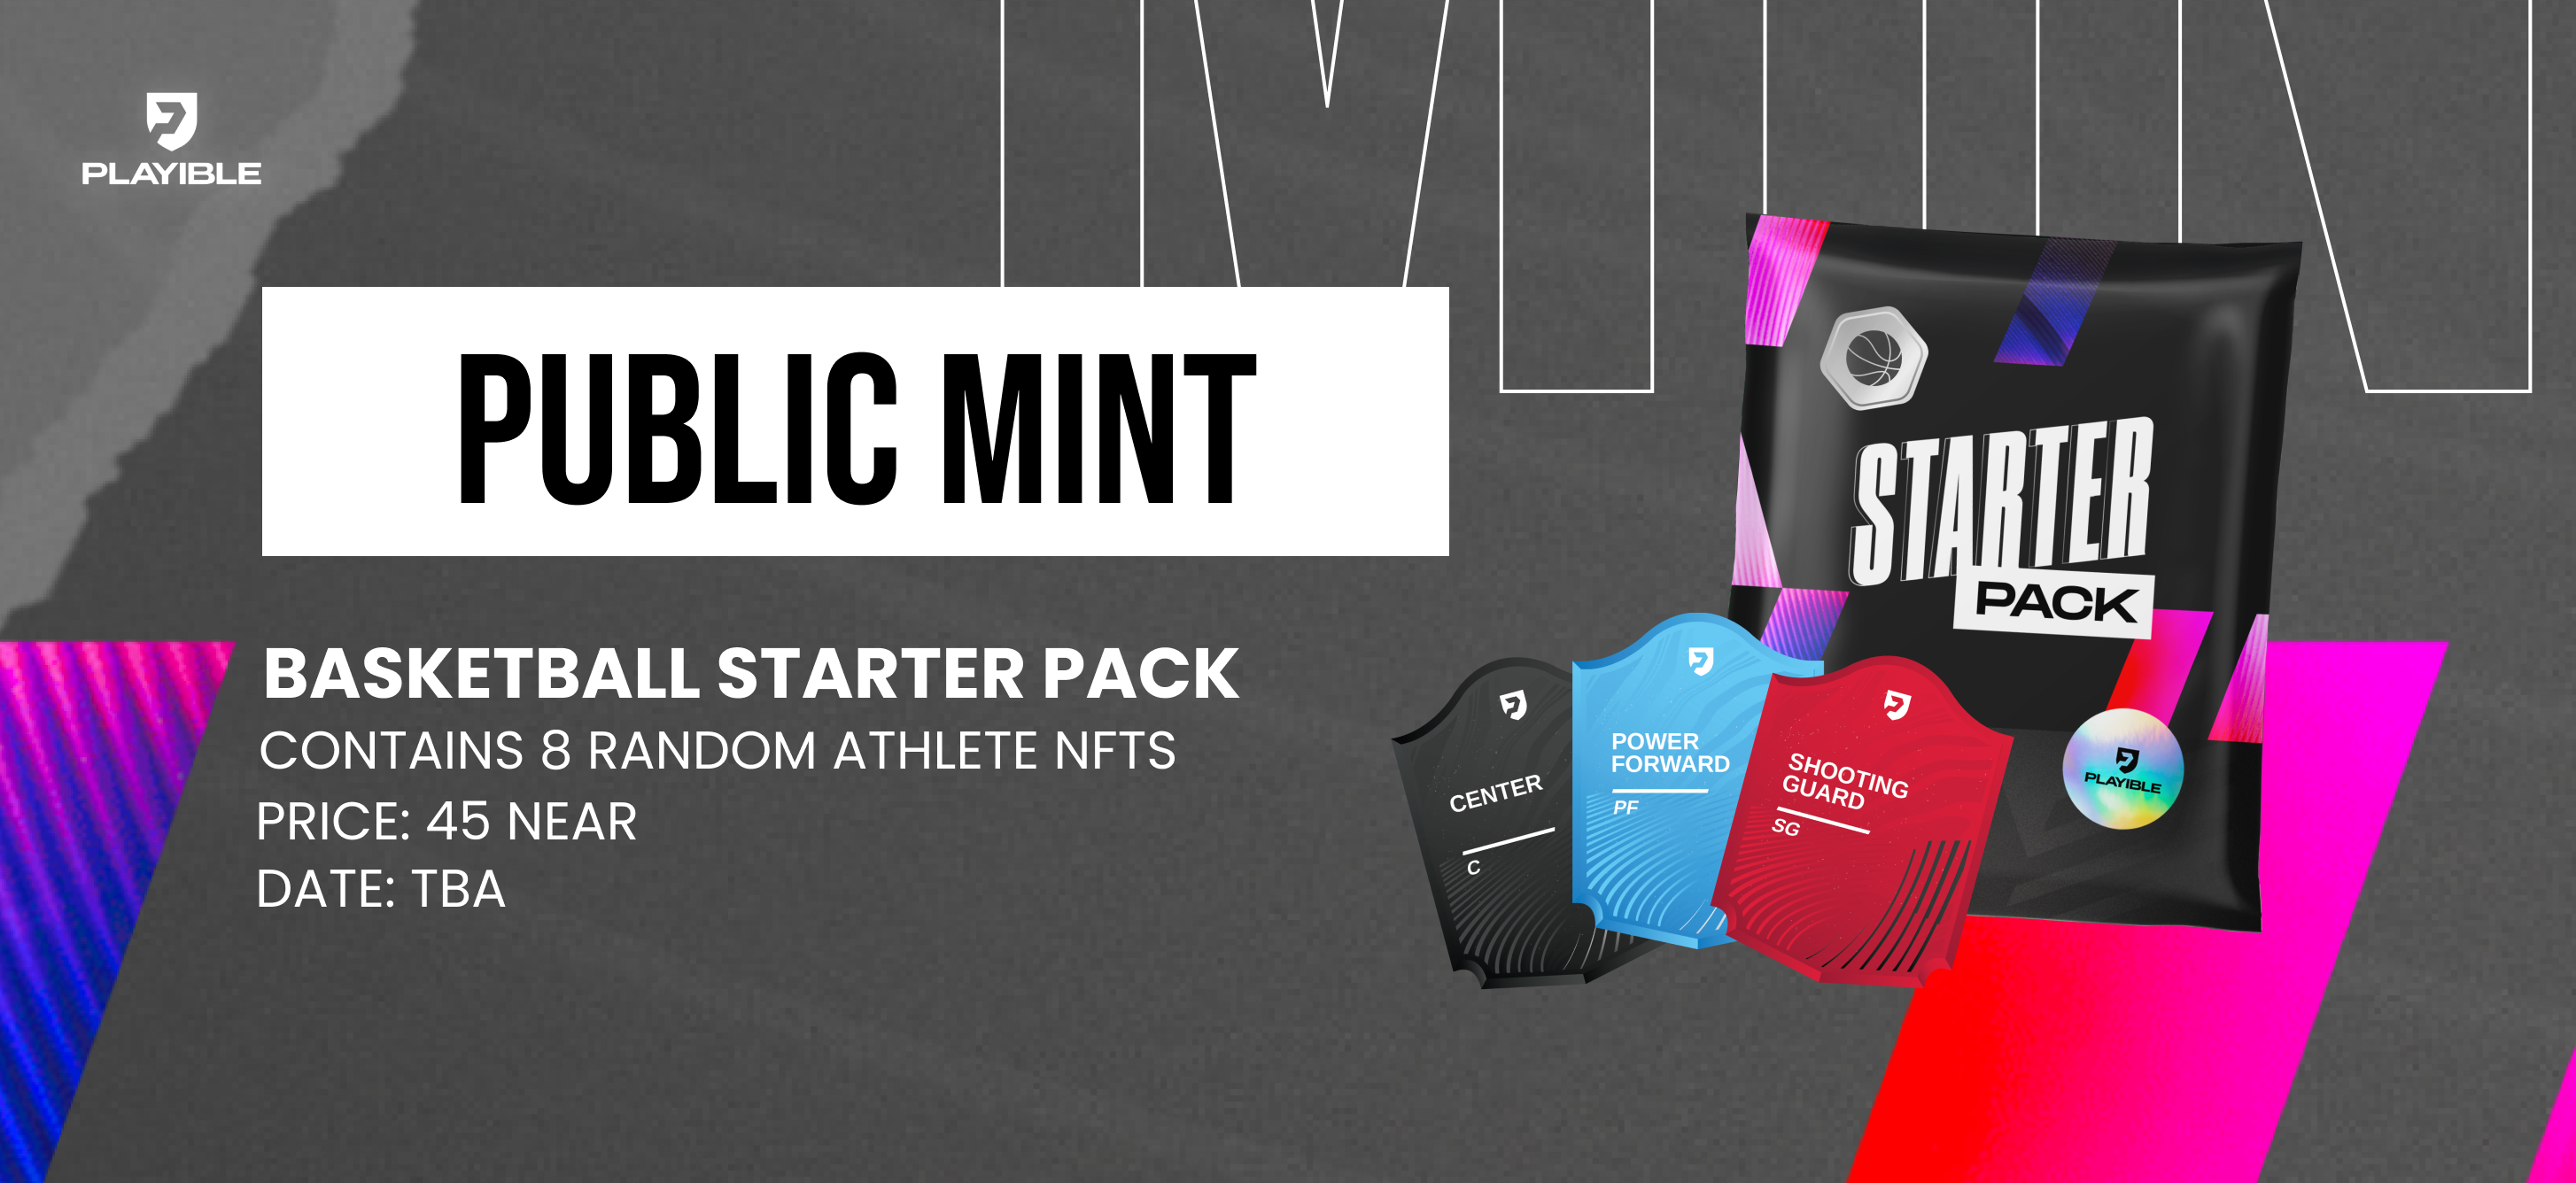 PLAYIBLE
PUBLIC MINT
BASKETBALL STARTER PACK
CONTAINS 8 RANDOM ATHLETE NFTS
PRICE: 45 NEAR
DATE: TBA
STARTER
PACK
PLAYIBLE
CENTER
C
POWER
FORWARD
PF
SHOOTING
GUARD
SG